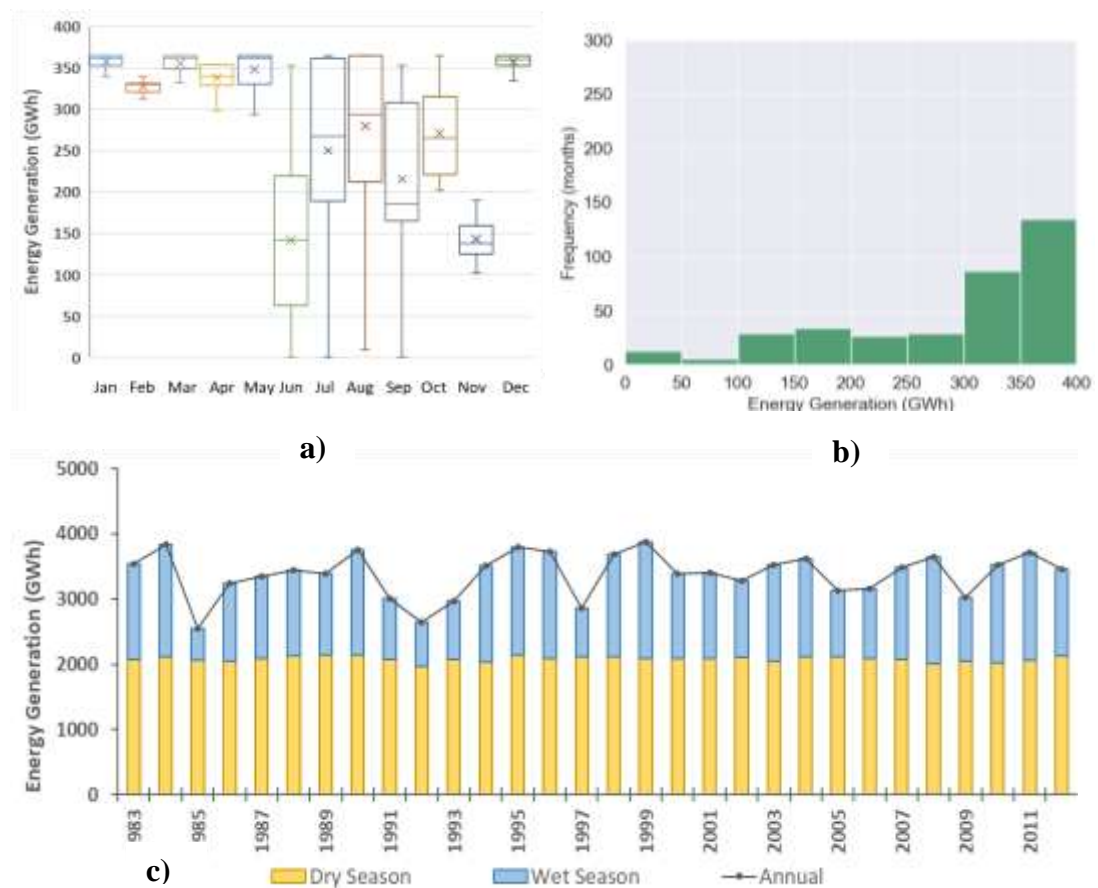 400
350
300
250
200
150
100
50
0
Energy Generation (GWh)
Jan Feb Mar Apr May Jun Jul Aug Sep Oct Nov Dec
a)
300
250
200
150
100
50
0
Frequency (months)
0 50 100 150 200 250 300 350 400
Energy Generation (GWh)
b)
5000
4000
3000
2000
1000
0
Energy Generation (GWh)
983 985 1987 1989 1991 1993 1995 1997 1999 2001 2003 2005 2007 2009 2011
c)
Dry Season Wet Season Annual